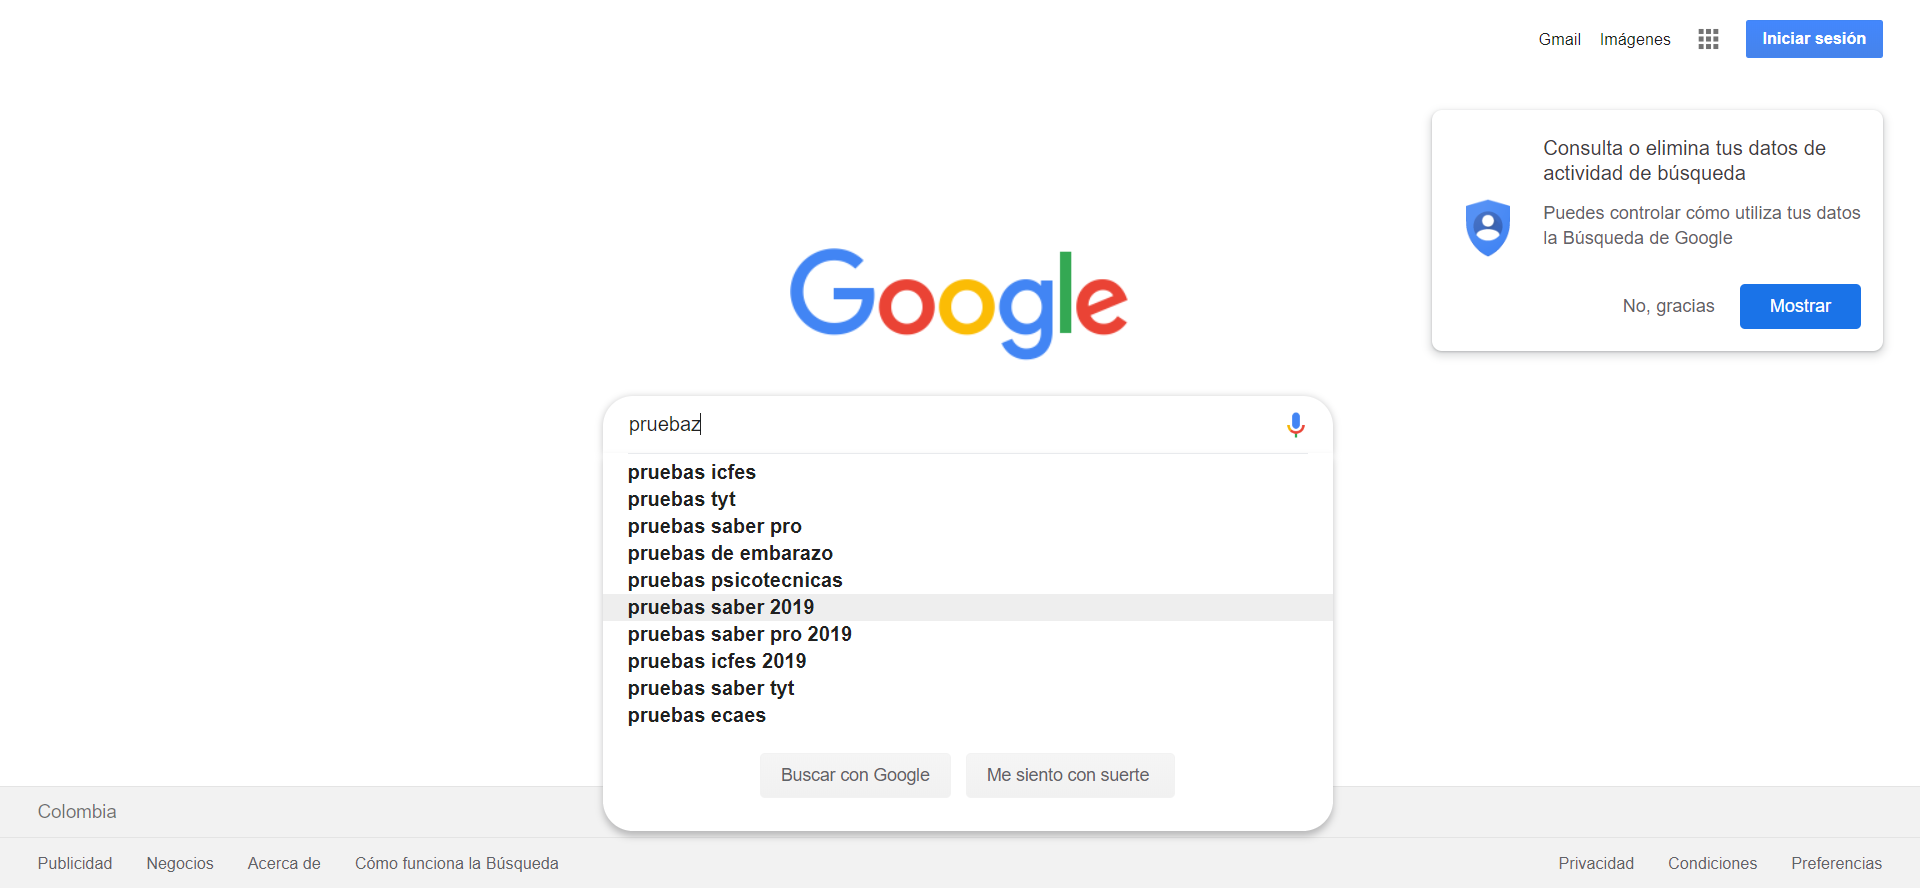 Gmail Imágenes Iniciar sesión
Consulta o elimina tus datos de
actividad de búsqueda
Puedes controlar cómo utiliza tus datos
la Búsqueda de Google
No, gracias Mostrar
Google
pruebaz
pruebas icfes
pruebas tyt
pruebas saber pro
pruebas de embarazo
pruebas psicotecnicas
pruebas saber 2019
pruebas saber pro 2019
pruebas icfes 2019
pruebas saber tyt
pruebas ecaes
Buscar con Google Me siento con suerte
Colombia
Publicidad Negocios Acerca de Cómo funciona la Búsqueda Privacidad Condiciones Preferencias